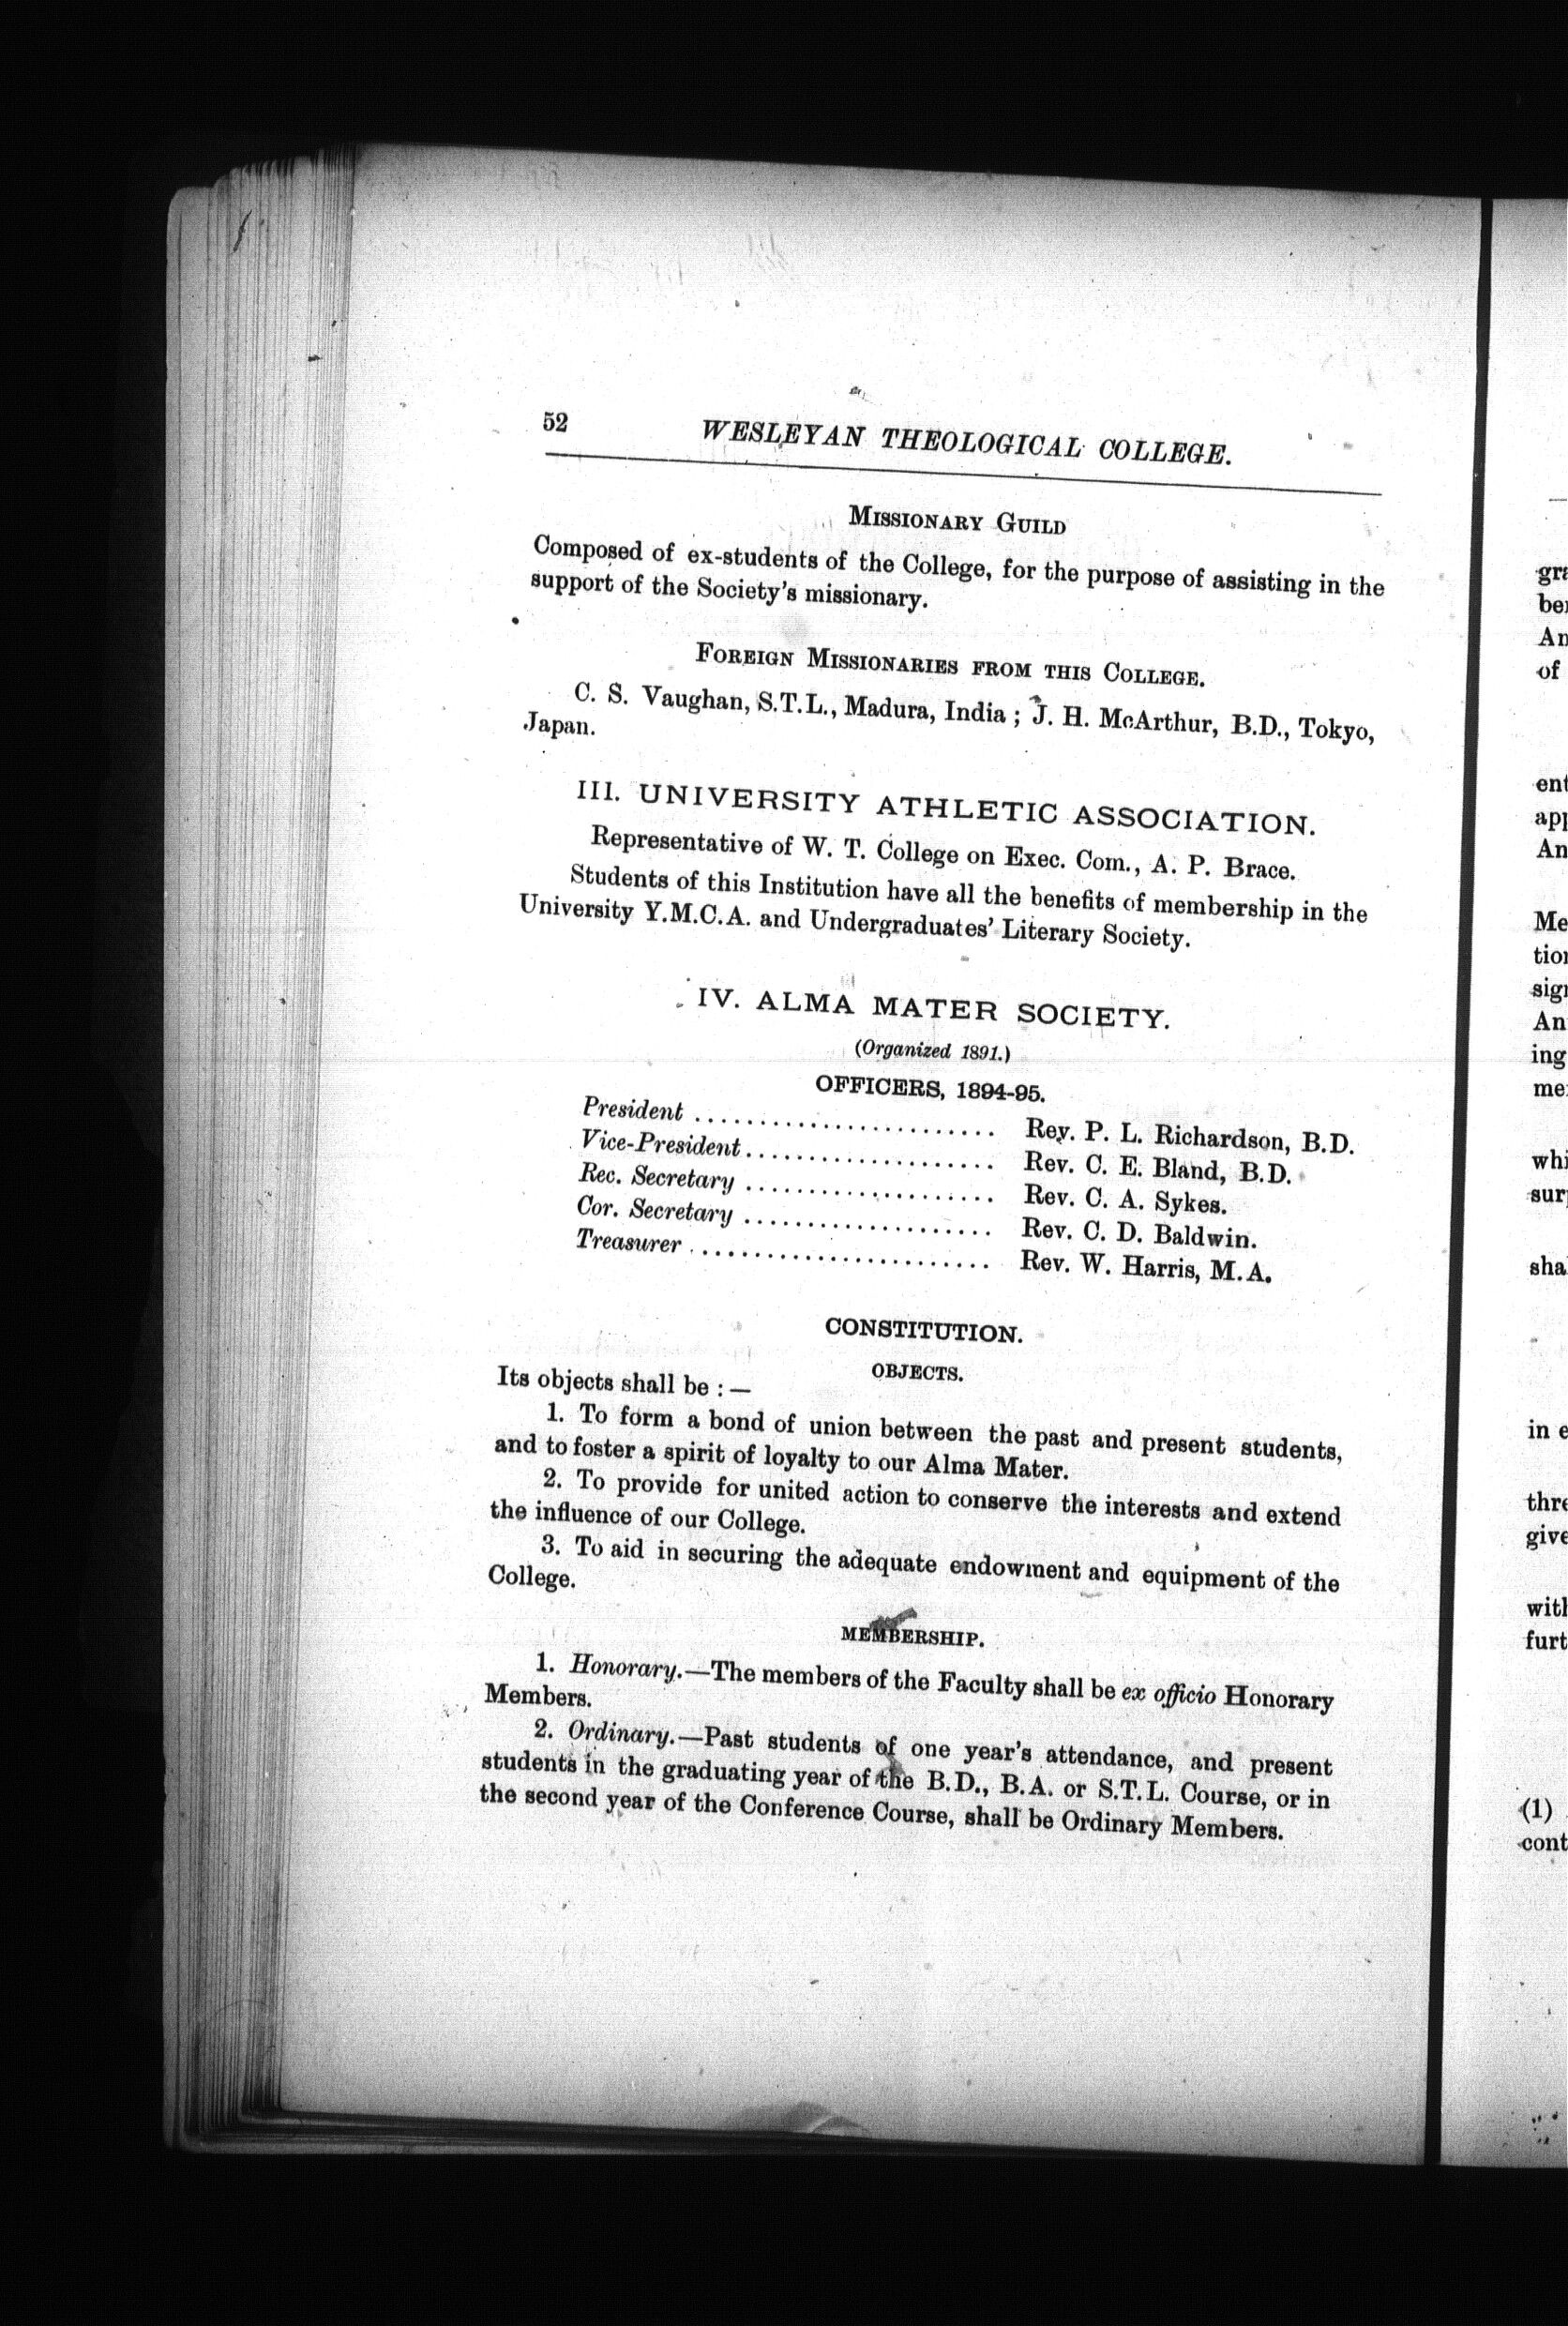 52 WESLEYAN THEOLOGICAL COLLEGE.
MISSIONARY GUILD
Composed of ex-students of the College, for the purpose of assisting in the
support of the Society's missionary.
FOREIGN MISSIONARIES FROM THIS COLLEGE.
C. S. Vaughan, S.T.L., Madura, India ; J. H. McArthur, B.D., Tokyo,
Japan.
III. UNIVERSITY ATHLETIC ASSOCIATION.
Representative of W. T. College on Exec. Com., A. P. Brace.
Students of this Institution have all the benefits of membership in the
University Y.M.C.A. and Undergraduates' Literary Society.
IV. ALMA MATER SOCIETY.
(Organized 1891.)
OFFICERS, 1894-95.
President ........................ Rev. P. L. Richardson, B.D.
Vice-President.................... Rev. C. E. Bland, B.D.
Rec. Secretary .................... Rev. C. A. Sykes.
Cor. Secretary .................... Rev. C. D. Baldwin.
Treasurer ........................ Rev. W. Harris, M.A.
CONSTITUTION.
OBJECTS.
Its objects shall be : —
1. To form a bond of union between the past and present students,
and to foster a spirit of loyalty to our Alma Mater.
2. To provide for united action to conserve the interests and extend
the influence of our College.
3. To aid in securing the adequate endowment and equipment of the
College.
MEMBERSHIP.
1. Honorary.—The members of the Faculty shall be ex officio Honorary
Members.
2. Ordinary.—Past students of one year's attendance, and present
students in the graduating year of the B.D., B.A. or S.T.L. Course, or in
the second year of the Conference Course, shall be Ordinary Members.
of
ing
in
(1)